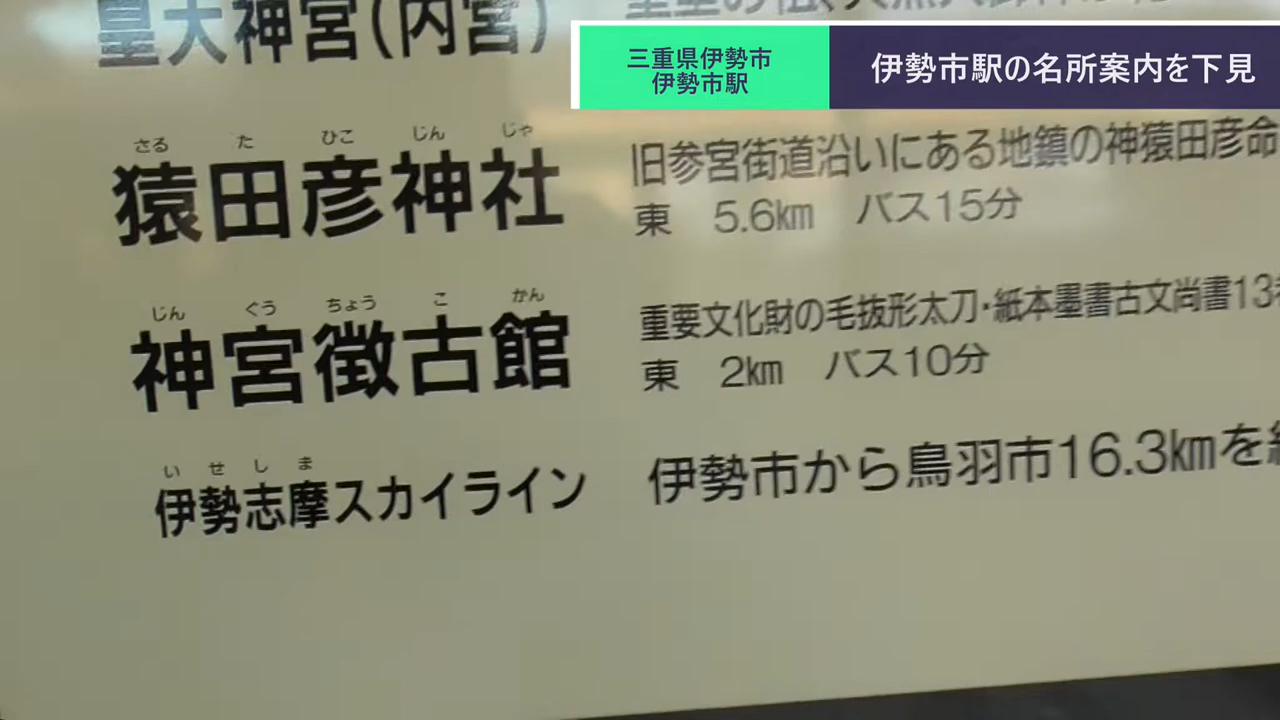 皇大神宮(内宮)
三重県伊勢市
伊勢市駅
伊勢市駅の名所案内を下見
さるたひこじんじゃ
猿田彦神社
旧参宮街道沿いにある地鎮の神猿田彦命
東 5.6km バス15分
じんぐうちょうこかん
神宮徴古館
重要文化財の毛抜形太刀・紙本墨書古文尚書13
東 2km バス10分
いせしま
伊勢志摩スカイライン
伊勢市から鳥羽市16.3kmを